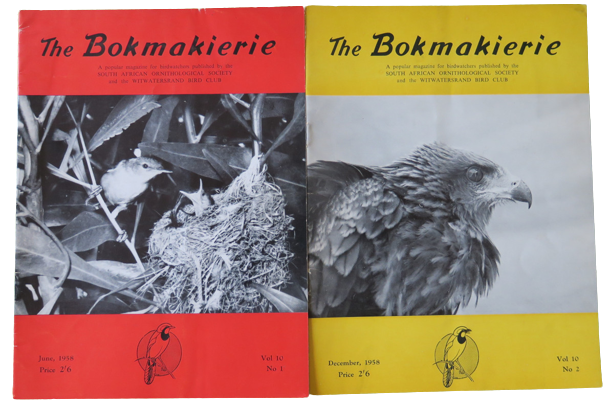 The Bokmakierie
A popular magazine for birdwatchers published by the
SOUTH AFRICAN ORNITHOLOGICAL SOCIETY
and the WITWATERSRAND BIRD CLUB
June, 1958
Price 2'6
Vol 10
No 1
The Bokmakierie
A popular magazine for birdwatchers published by the
SOUTH AFRICAN ORNITHOLOGICAL SOCIETY
and the WITWATERSRAND BIRD CLUB
December, 1958
Price 2'6
Vol 10
No 2